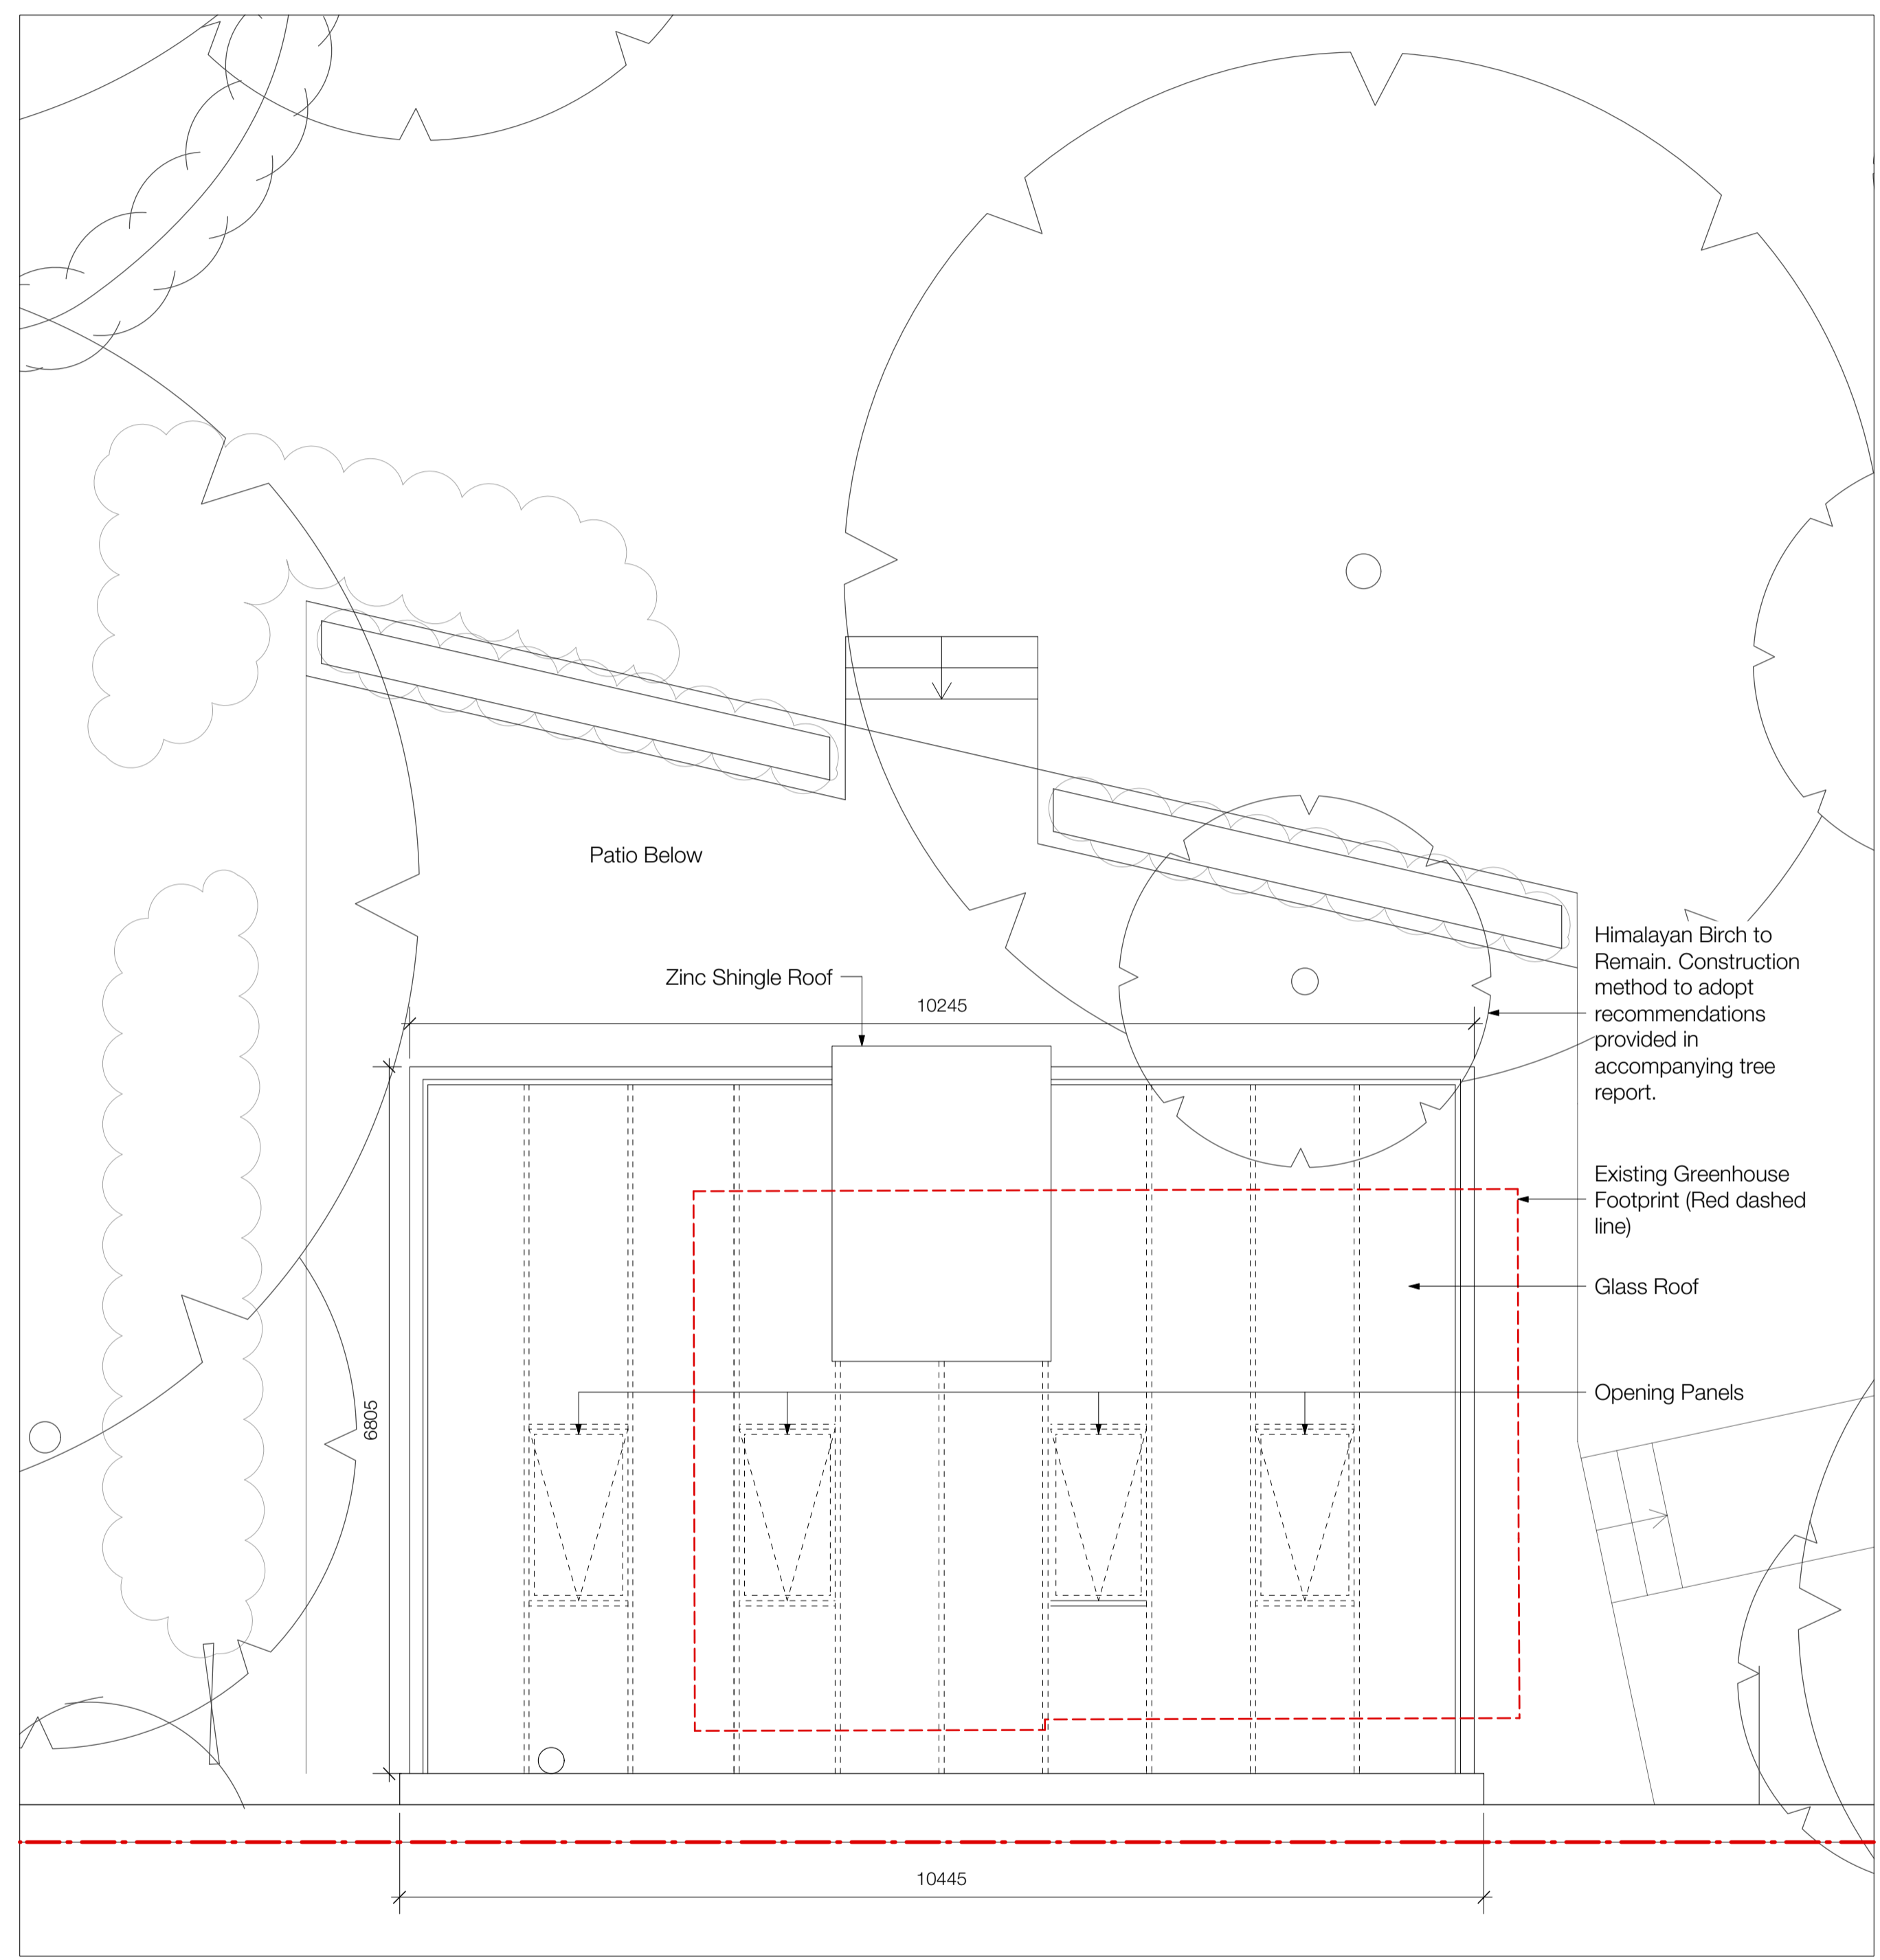 Patio Below
Zinc Shingle Roof
10245
Himalayan Birch to
Remain. Construction
method to adopt
recommendations
provided in
accompanying tree
report.
Existing Greenhouse
Footprint (Red dashed
line)
Glass Roof
Opening Panels
6805
10445